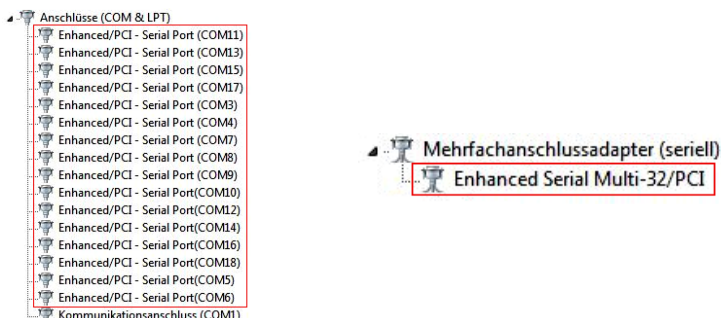 Anschlüsse (COM & LPT)
Enhanced/PCI - Serial Port (COM11)
Enhanced/PCI - Serial Port (COM13)
Enhanced/PCI - Serial Port (COM15)
Enhanced/PCI - Serial Port (COM17)
Enhanced/PCI - Serial Port (COM3)
Enhanced/PCI - Serial Port (COM4)
Enhanced/PCI - Serial Port (COM7)
Enhanced/PCI - Serial Port (COM8)
Enhanced/PCI - Serial Port (COM9)
Enhanced/PCI - Serial Port(COM10)
Enhanced/PCI - Serial Port(COM12)
Enhanced/PCI - Serial Port(COM14)
Enhanced/PCI - Serial Port(COM16)
Enhanced/PCI - Serial Port(COM18)
Enhanced/PCI - Serial Port(COM5)
Enhanced/PCI - Serial Port(COM6)
Kommunikationsanschluss (COM1)
Mehrfachanschlussadapter (seriell)
Enhanced Serial Multi-32/PCI